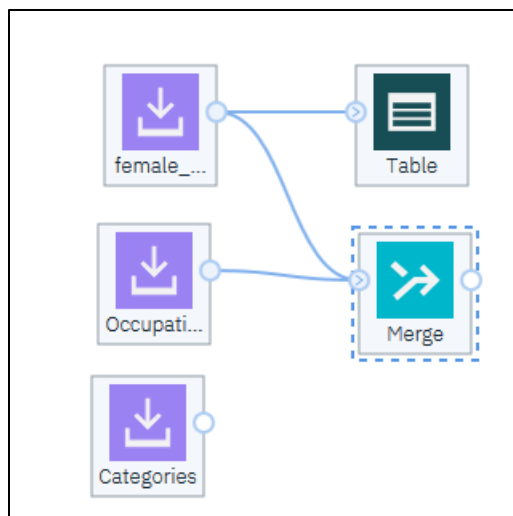 female_...
Table
Occupati...
Merge
Categories